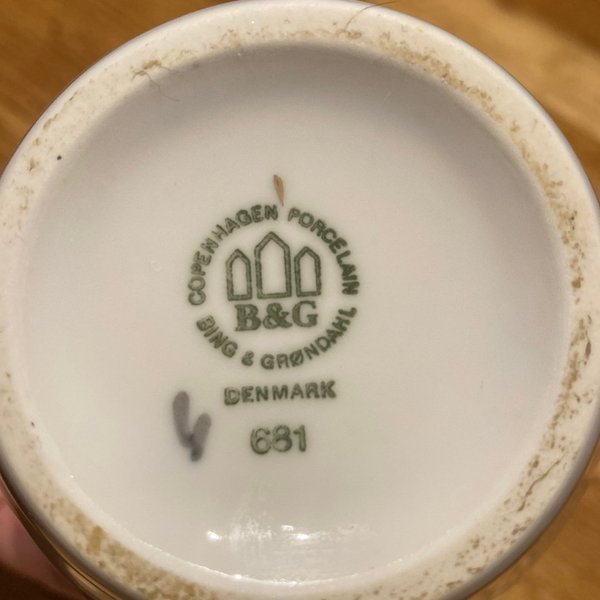 COPENHAGEN PORCELAIN
B&G
BING & GRØNDAHL
DENMARK
681